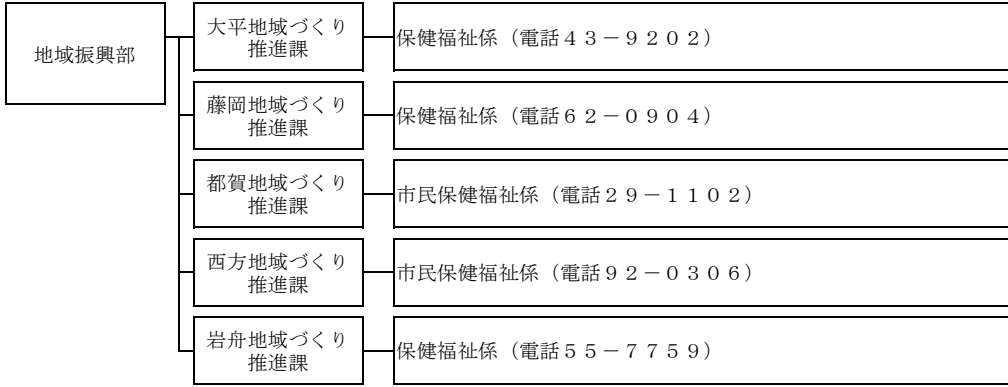 地域振興部
大平地域づくり
推進課
保健福祉係（電話４３－９２０２）
藤岡地域づくり
推進課
保健福祉係（電話６２－０９０４）
都賀地域づくり
推進課
市民保健福祉係（電話２９－１１０２）
西方地域づくり
推進課
市民保健福祉係（電話９２－０３０６）
岩舟地域づくり
推進課
保健福祉係（電話５５－７７５９）